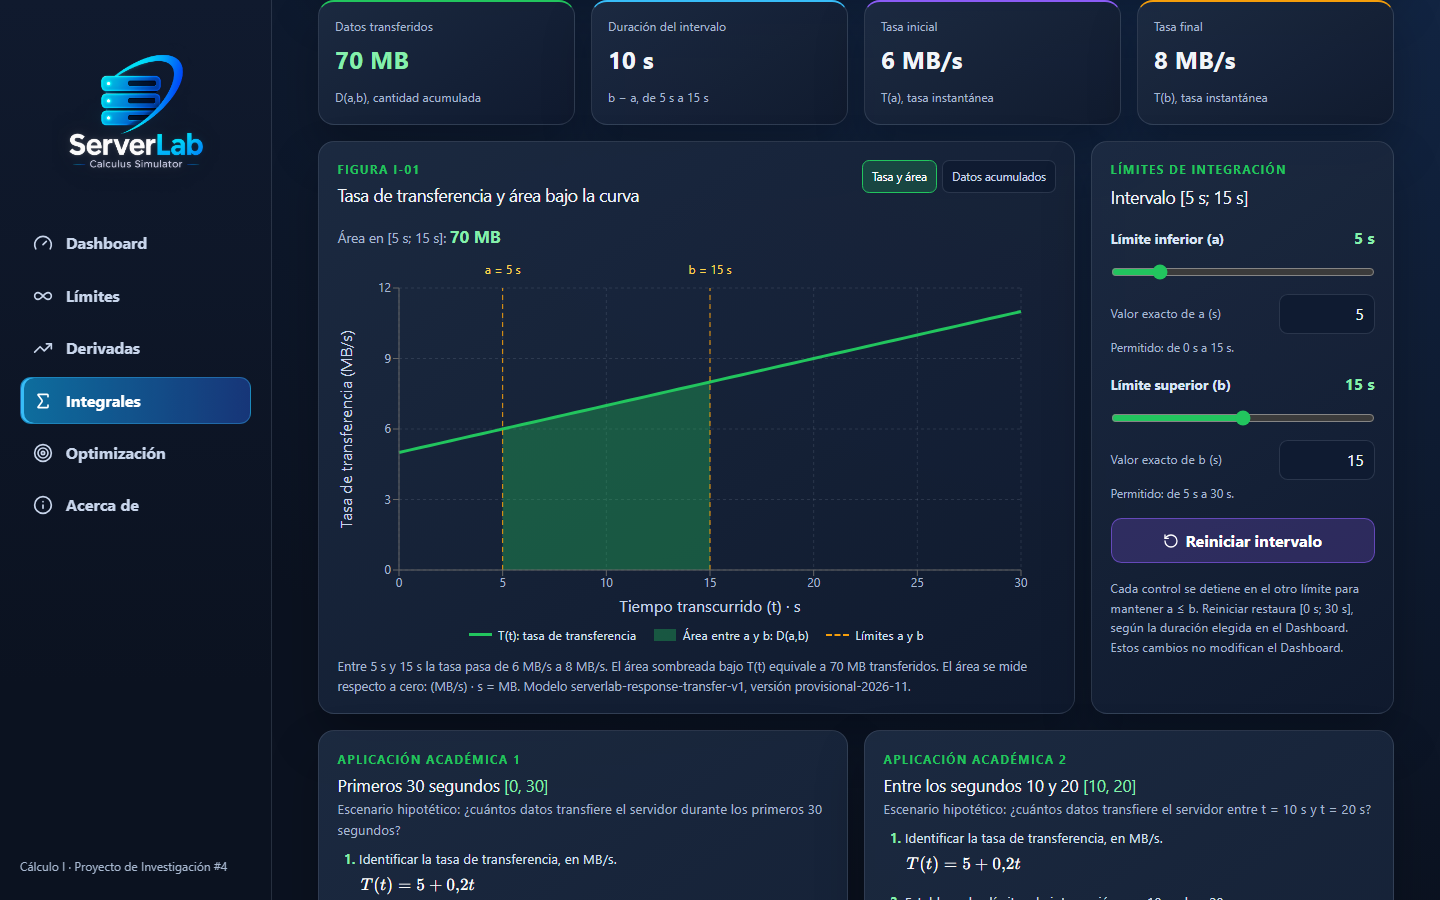 ServerLab
Calculus Simulator
Dashboard
Límites
Derivadas
Integrales
Optimización
Acerca de
Cálculo I · Proyecto de Investigación #4
Datos transferidos
70 MB
D(a,b), cantidad acumulada
Duración del intervalo
10 s
b − a, de 5 s a 15 s
Tasa inicial
6 MB/s
T(a), tasa instantánea
Tasa final
8 MB/s
T(b), tasa instantánea
FIGURA I-01
Tasa de transferencia y área bajo la curva
Tasa y área
Datos acumulados
Área en [5 s; 15 s]: 70 MB
a = 5 s
b = 15 s
12
9
6
3
0
Tasa de transferencia (MB/s)
0 5 10 15 20 25 30
Tiempo transcurrido (t) · s
T(t): tasa de transferencia
Área entre a y b: D(a,b)
Límites a y b
Entre 5 s y 15 s la tasa pasa de 6 MB/s a 8 MB/s. El área sombreada bajo T(t) equivale a 70 MB transferidos. El área se mide
respecto a cero: (MB/s) · s = MB. Modelo serverlab-response-transfer-v1, versión provisional-2026-11.
LÍMITES DE INTEGRACIÓN
Intervalo [5 s; 15 s]
Límite inferior (a)
5 s
Valor exacto de a (s)
5
Permitido: de 0 s a 15 s.
Límite superior (b)
15 s
Valor exacto de b (s)
15
Permitido: de 5 s a 30 s.
Reiniciar intervalo
Cada control se detiene en el otro límite para
mantener a ≤ b. Reiniciar restaura [0 s; 30 s],
según la duración elegida en el Dashboard.
Estos cambios no modifican el Dashboard.
APLICACIÓN ACADÉMICA 1
Primeros 30 segundos [0, 30]
Escenario hipotético: ¿cuántos datos transfiere el servidor durante los primeros 30
segundos?
1. Identificar la tasa de transferencia, en MB/s.
T(t) = 5 + 0,2t
APLICACIÓN ACADÉMICA 2
Entre los segundos 10 y 20 [10, 20]
Escenario hipotético: ¿cuántos datos transfiere el servidor entre t = 10 s y t = 20 s?
1. Identificar la tasa de transferencia, en MB/s.
T(t) = 5 + 0,2t